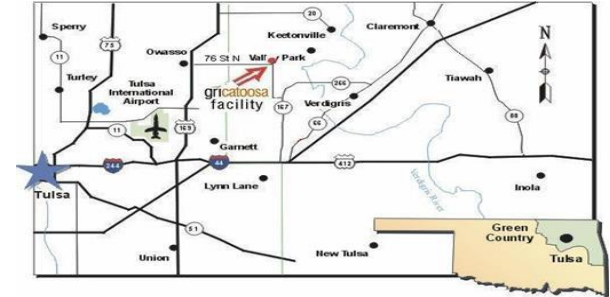 20
Sperry
Keetonville
Claremont
75
N
11
Owasso
76 St N
Valley Park
Turley
Tulsa
International
Airport
gricatoosa
facility
266
Tiawah
167
Verdigris
66
88
11
169
Garnett
244
44
412
Tulsa
Lynn Lane
Verdigris River
Inola
51
Union
New Tulsa
Green
Country
Tulsa